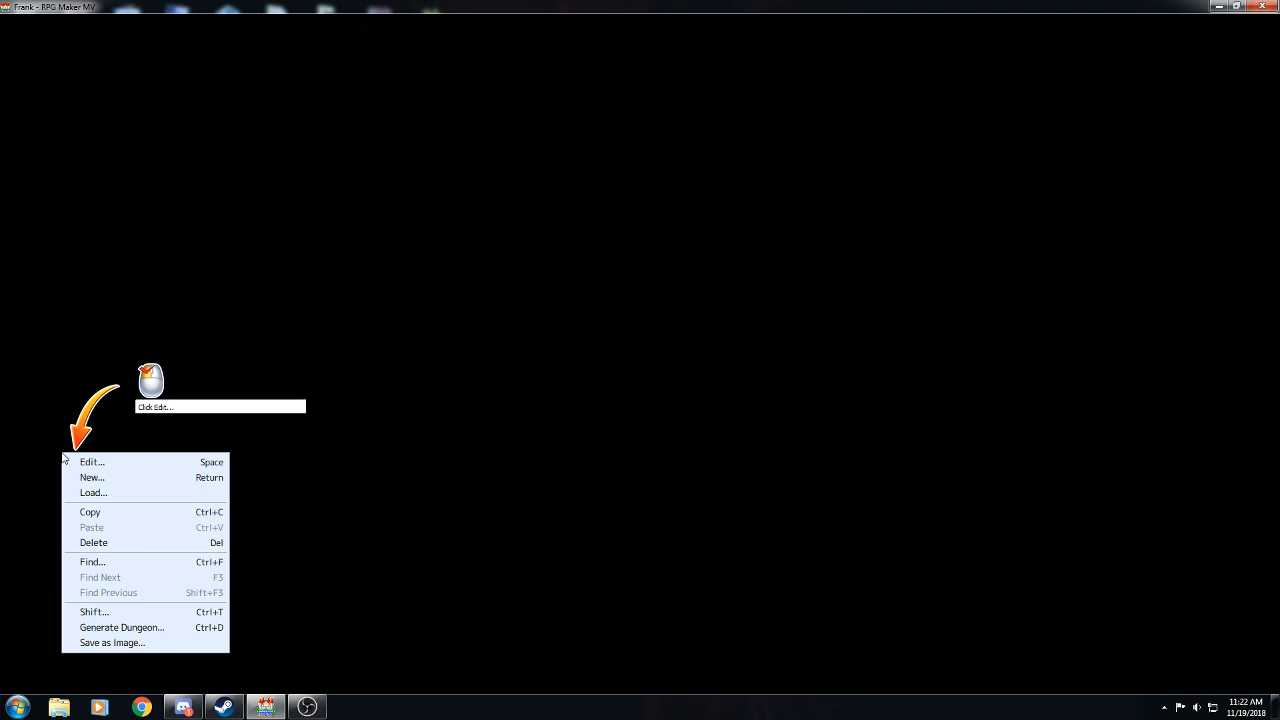 Frank - RPG Maker MV
Click Edit...
Edit... Space
New... Return
Load...
Copy Ctrl+C
Paste Ctrl+V
Delete Del
Find... Ctrl+F
Find Next F3
Find Previous Shift+F3
Shift... Ctrl+T
Generate Dungeon... Ctrl+D
Save as Image...
11:22 AM
11/19/2018